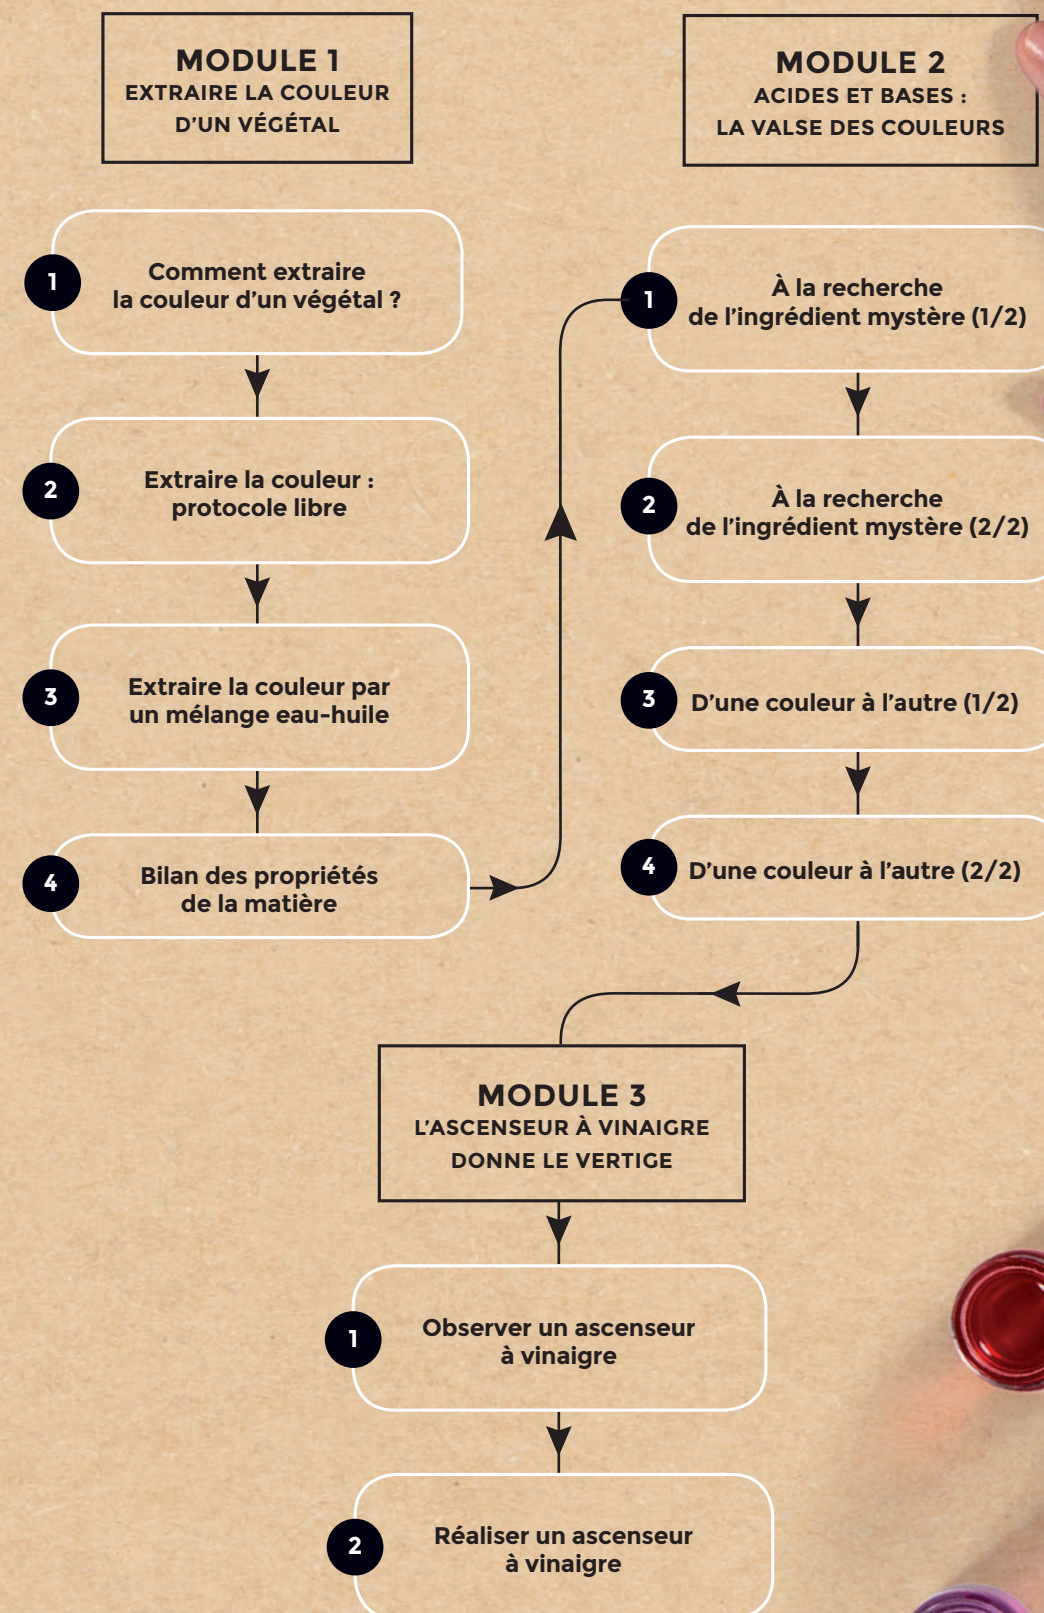 MODULE 1
EXTRAIRE LA COULEUR
D’UN VÉGÉTAL
1
Comment extraire
la couleur d’un végétal ?
2
Extraire la couleur :
protocole libre
3
Extraire la couleur par
un mélange eau-huile
4
Bilan des propriétés
de la matière
MODULE 2
ACIDES ET BASES :
LA VALSE DES COULEURS
1
À la recherche
de l’ingrédient mystère (1/2)
2
À la recherche
de l’ingrédient mystère (2/2)
3
D’une couleur à l’autre (1/2)
4
D’une couleur à l’autre (2/2)
MODULE 3
L’ASCENSEUR À VINAIGRE
DONNE LE VERTIGE
1
Observer un ascenseur
à vinaigre
2
Réaliser un ascenseur
à vinaigre